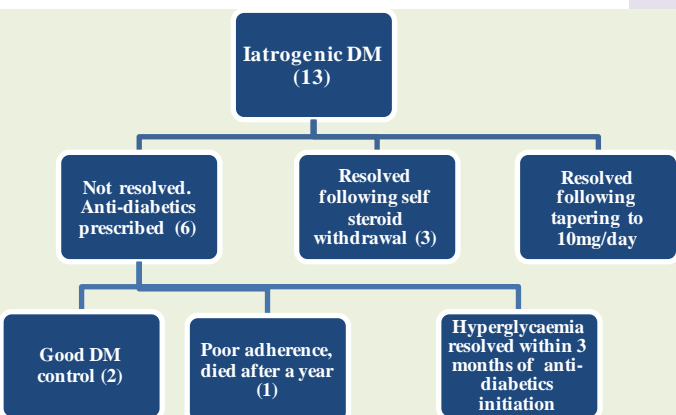 Iatrogenic DM
(13)
Not resolved.
Anti-diabetics
prescribed (6)
Resolved
following self
steroid
withdrawal (3)
Resolved
following
tapering to
10mg/day
Good DM
control (2)
Poor adherence,
died after a year
(1)
Hyperglycaemia
resolved within 3
months of anti-
diabetics
initiation